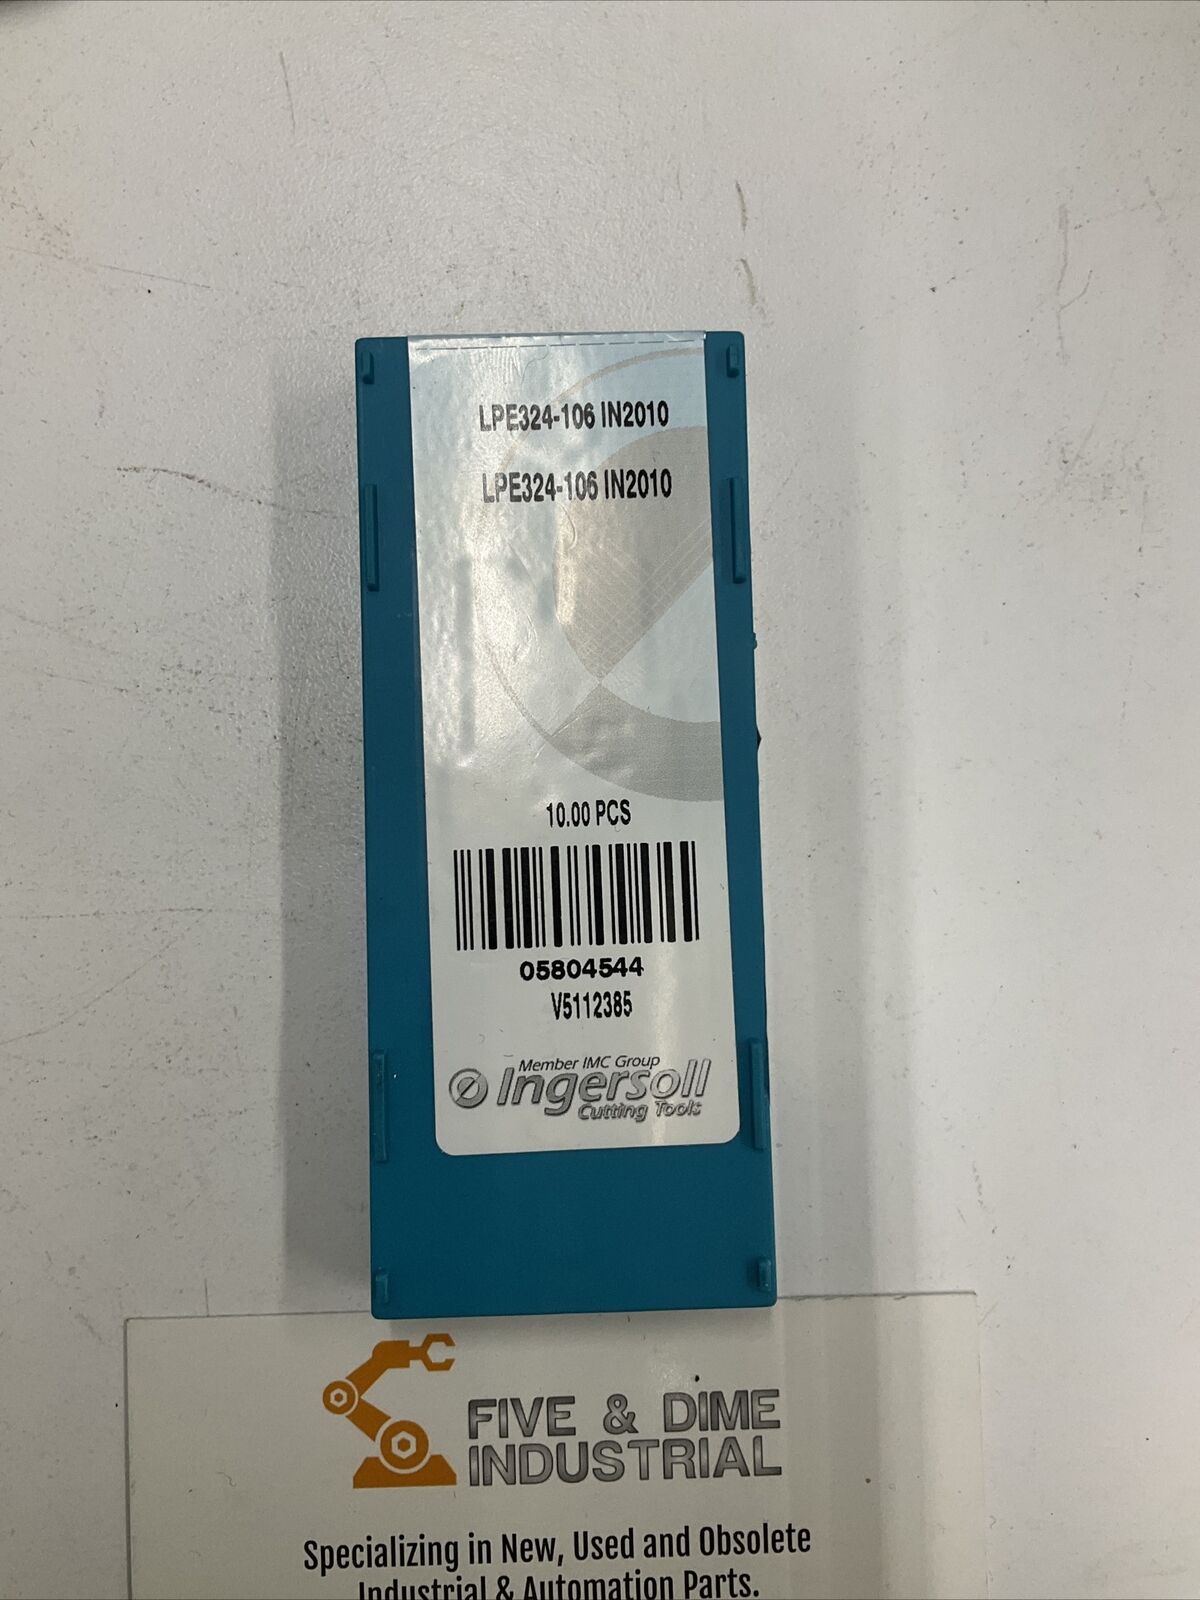 LPE324-106 IN2010
LPE324-106 IN2010
10.00 PCS
05804544
V5112385
Member IMC Group
Ingersoll
Cutting Tools
FIVE & DIME
INDUSTRIAL
Specializing in New, Used and Obsolete
Industrial & Automation Parts.